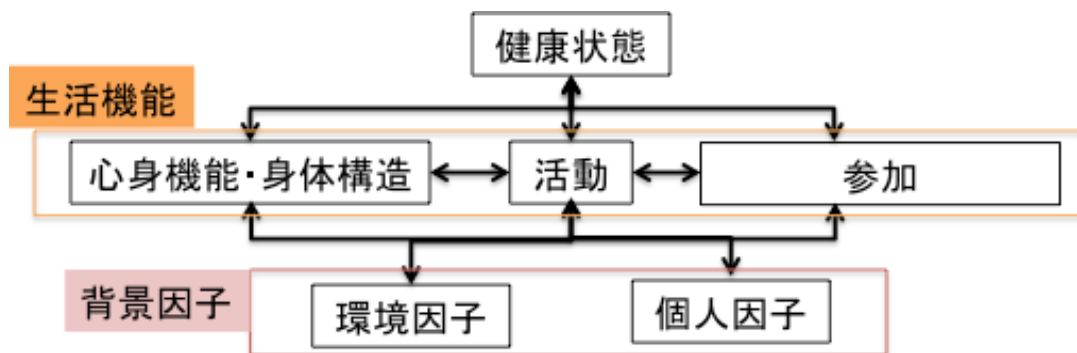 健康状態
生活機能
心身機能・身体構造
活動
参加
背景因子
環境因子
個人因子